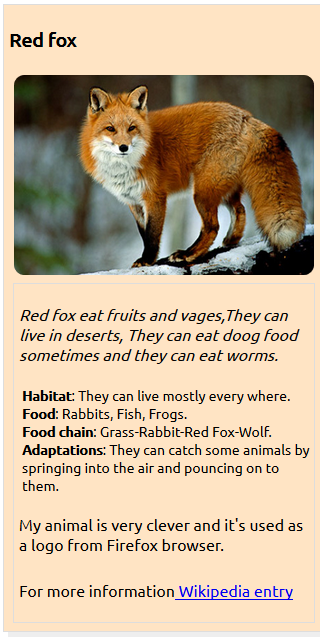 Red fox
Red fox eat fruits and vages,They can
live in deserts, They can eat doog food
sometimes and they can eat worms.
Habitat: They can live mostly every where.
Food: Rabbits, Fish, Frogs.
Food chain: Grass-Rabbit-Red Fox-Wolf.
Adaptations: They can catch some animals by
springing into the air and pouncing on to
them.
My animal is very clever and it's used as
a logo from Firefox browser.
For more information Wikipedia entry